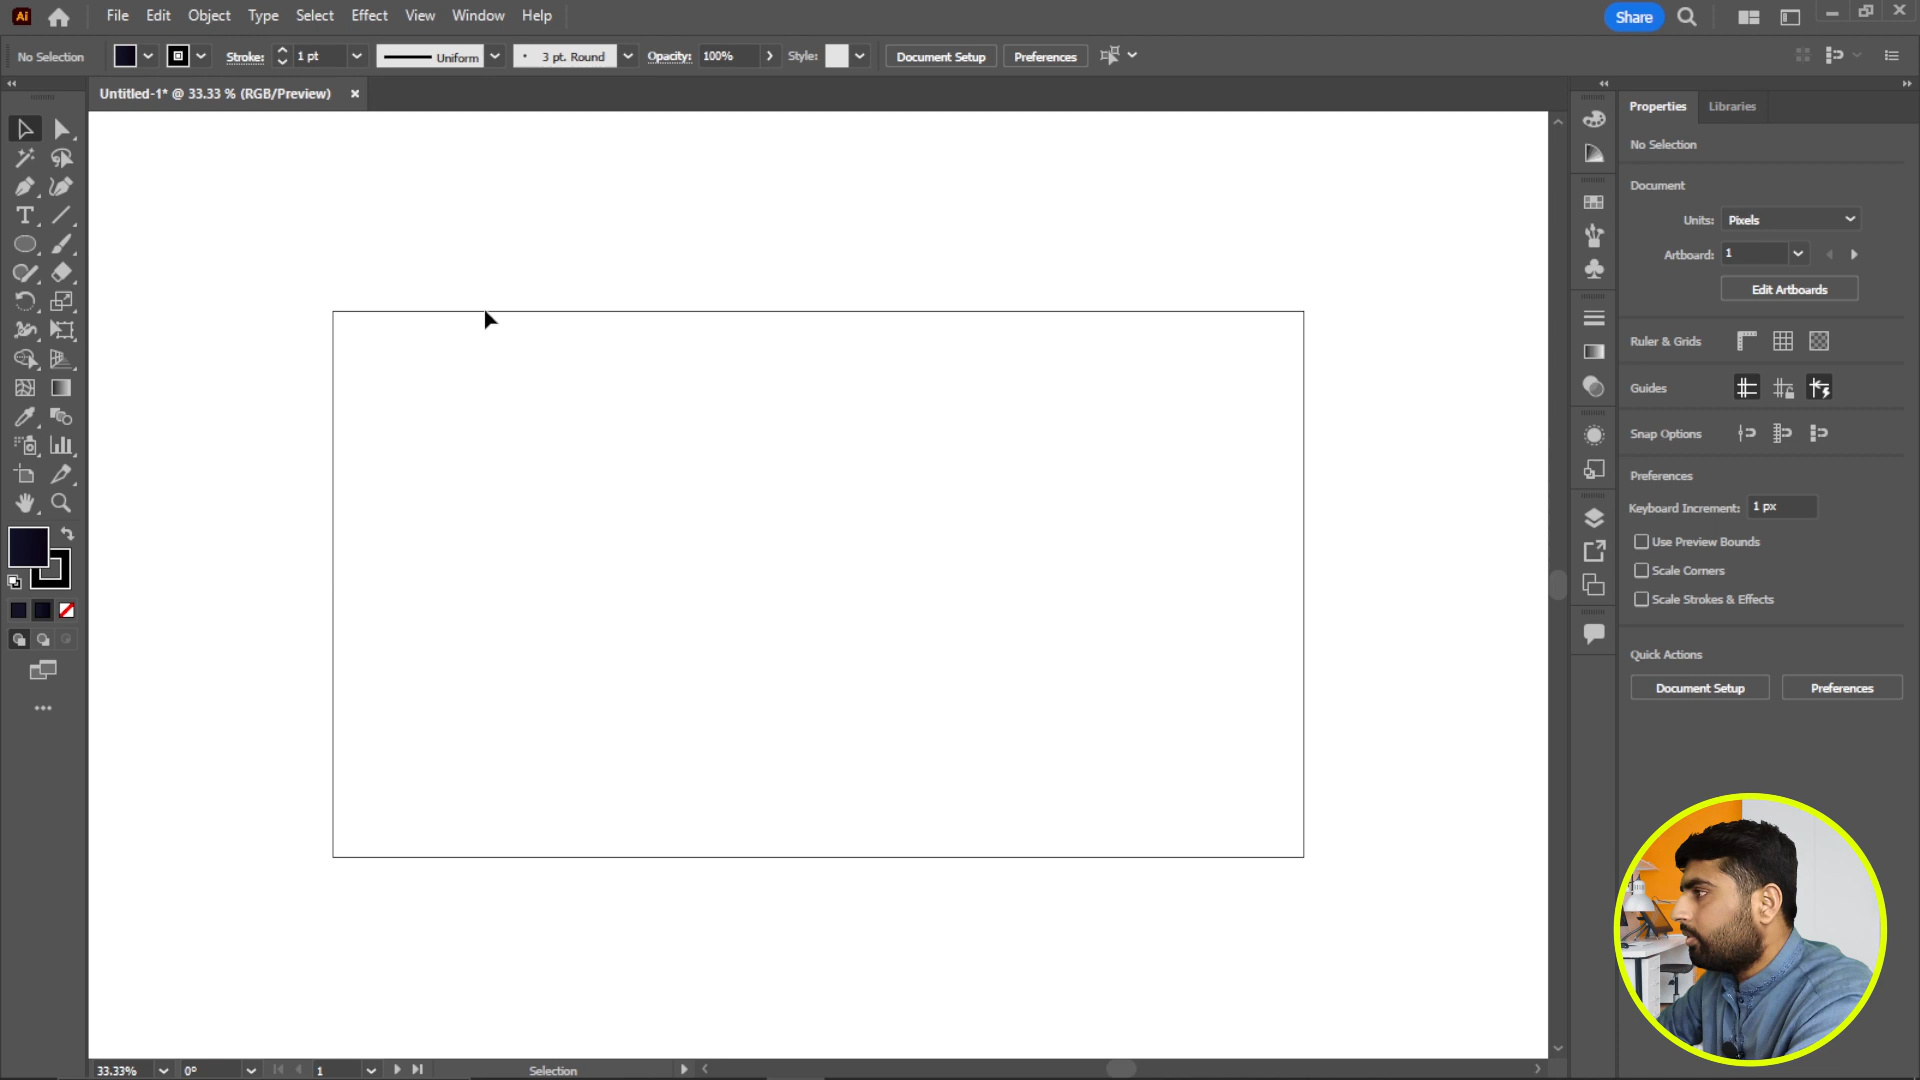 Ai File Edit Object Type Select Effect View Window Help Share
No Selection Stroke: 1 pt Uniform 3 pt. Round Opacity: 100% Style: Document Setup Preferences
Untitled-1* @ 33.33 % (RGB/Preview)
Properties Libraries
No Selection
Document
Units: Pixels
Artboard: 1
Edit Artboards
Ruler & Grids
Guides
Snap Options
Preferences
Keyboard Increment: 1 px
Use Preview Bounds
Scale Corners
Scale Strokes & Effects
Quick Actions
Document Setup Preferences
33.33% 0° 1 Selection